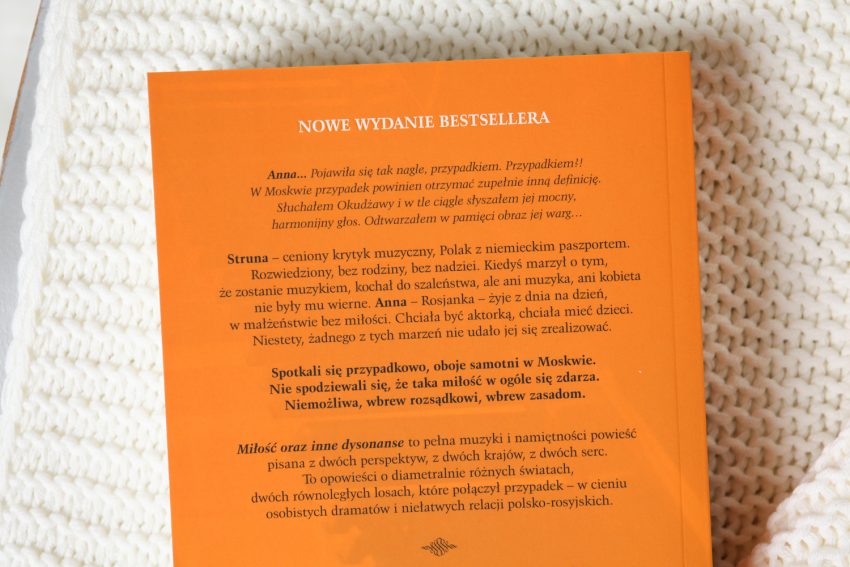 NOWE WYDANIE BESTSELLERA
Anna... Pojawiła się tak nagle, przypadkiem. Przypadkiem?!
W Moskwie przypadek powinien otrzymać zupełnie inną definicję.
Słuchałem Okudżawy i w tle ciągle słyszałem jej mocny,
harmonijny głos. Odtwarzałem w pamięci obraz jej warg...
Struna – ceniony krytyk muzyczny, Polak z niemieckim paszportem.
Rozwiedziony, bez rodziny, bez nadziei. Kiedyś marzył o tym,
że zostanie muzykiem, kochał do szaleństwa, ale ani muzyka, ani kobieta
nie były mu wierne. Anna – Rosjanka – żyje z dnia na dzień,
w małżeństwie bez miłości. Chciała być aktorką, chciała mieć dzieci.
Niestety, żadnego z tych marzeń nie udało jej się zrealizować.
Spotkali się przypadkowo, oboje samotni w Moskwie.
Nie spodziewali się, że taka miłość w ogóle się zdarza.
Niemożliwa, wbrew rozsądkowi, wbrew zasadom.
Miłość oraz inne dysonanse to pełna muzyki i namiętności powieść
pisana z dwóch perspektyw, z dwóch krajów, z dwóch serc.
To opowieści o diametralnie różnych światach,
dwóch równoległych losach, które połączył przypadek – w cieniu
osobistych dramatów i niełatwych relacji polsko-rosyjskich.